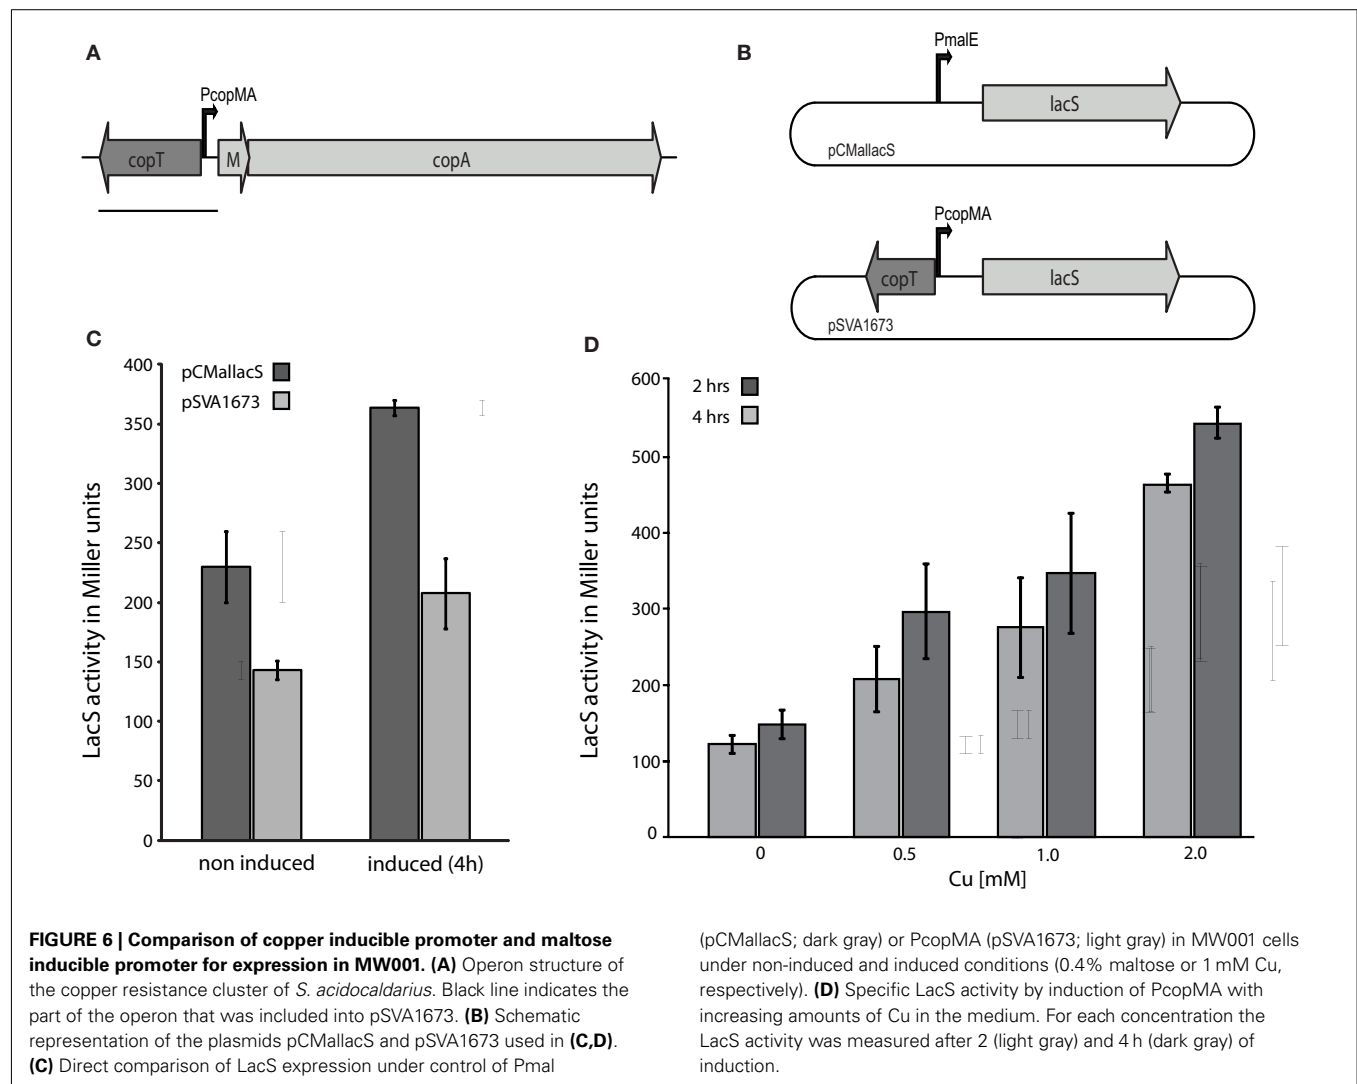 A
PcopMA
copT
M
copA
B
PmalE
lacS
pCMallacS
PcopMA
copT
lacS
pSVA1673
C
400
350
300
250
200
150
100
50
0
LacS activity in Miller units
pCMallacS
pSVA1673
non induced
induced (4h)
D
600
500
400
300
200
100
0
LacS activity in Miller units
2 hrs
4 hrs
0
0.5
1.0
2.0
Cu [mM]
FIGURE 6 | Comparison of copper inducible promoter and maltose
inducible promoter for expression in MW001. (A) Operon structure of
the copper resistance cluster of S. acidocaldarius. Black line indicates the
part of the operon that was included into pSVA1673. (B) Schematic
representation of the plasmids pCMallacS and pSVA1673 used in (C,D).
(C) Direct comparison of LacS expression under control of Pmal
(pCMallacS; dark gray) or PcopMA (pSVA1673; light gray) in MW001 cells
under non-induced and induced conditions (0.4% maltose or 1 mM Cu,
respectively). (D) Specific LacS activity by induction of PcopMA with
increasing amounts of Cu in the medium. For each concentration the
LacS activity was measured after 2 (light gray) and 4 h (dark gray) of
induction.